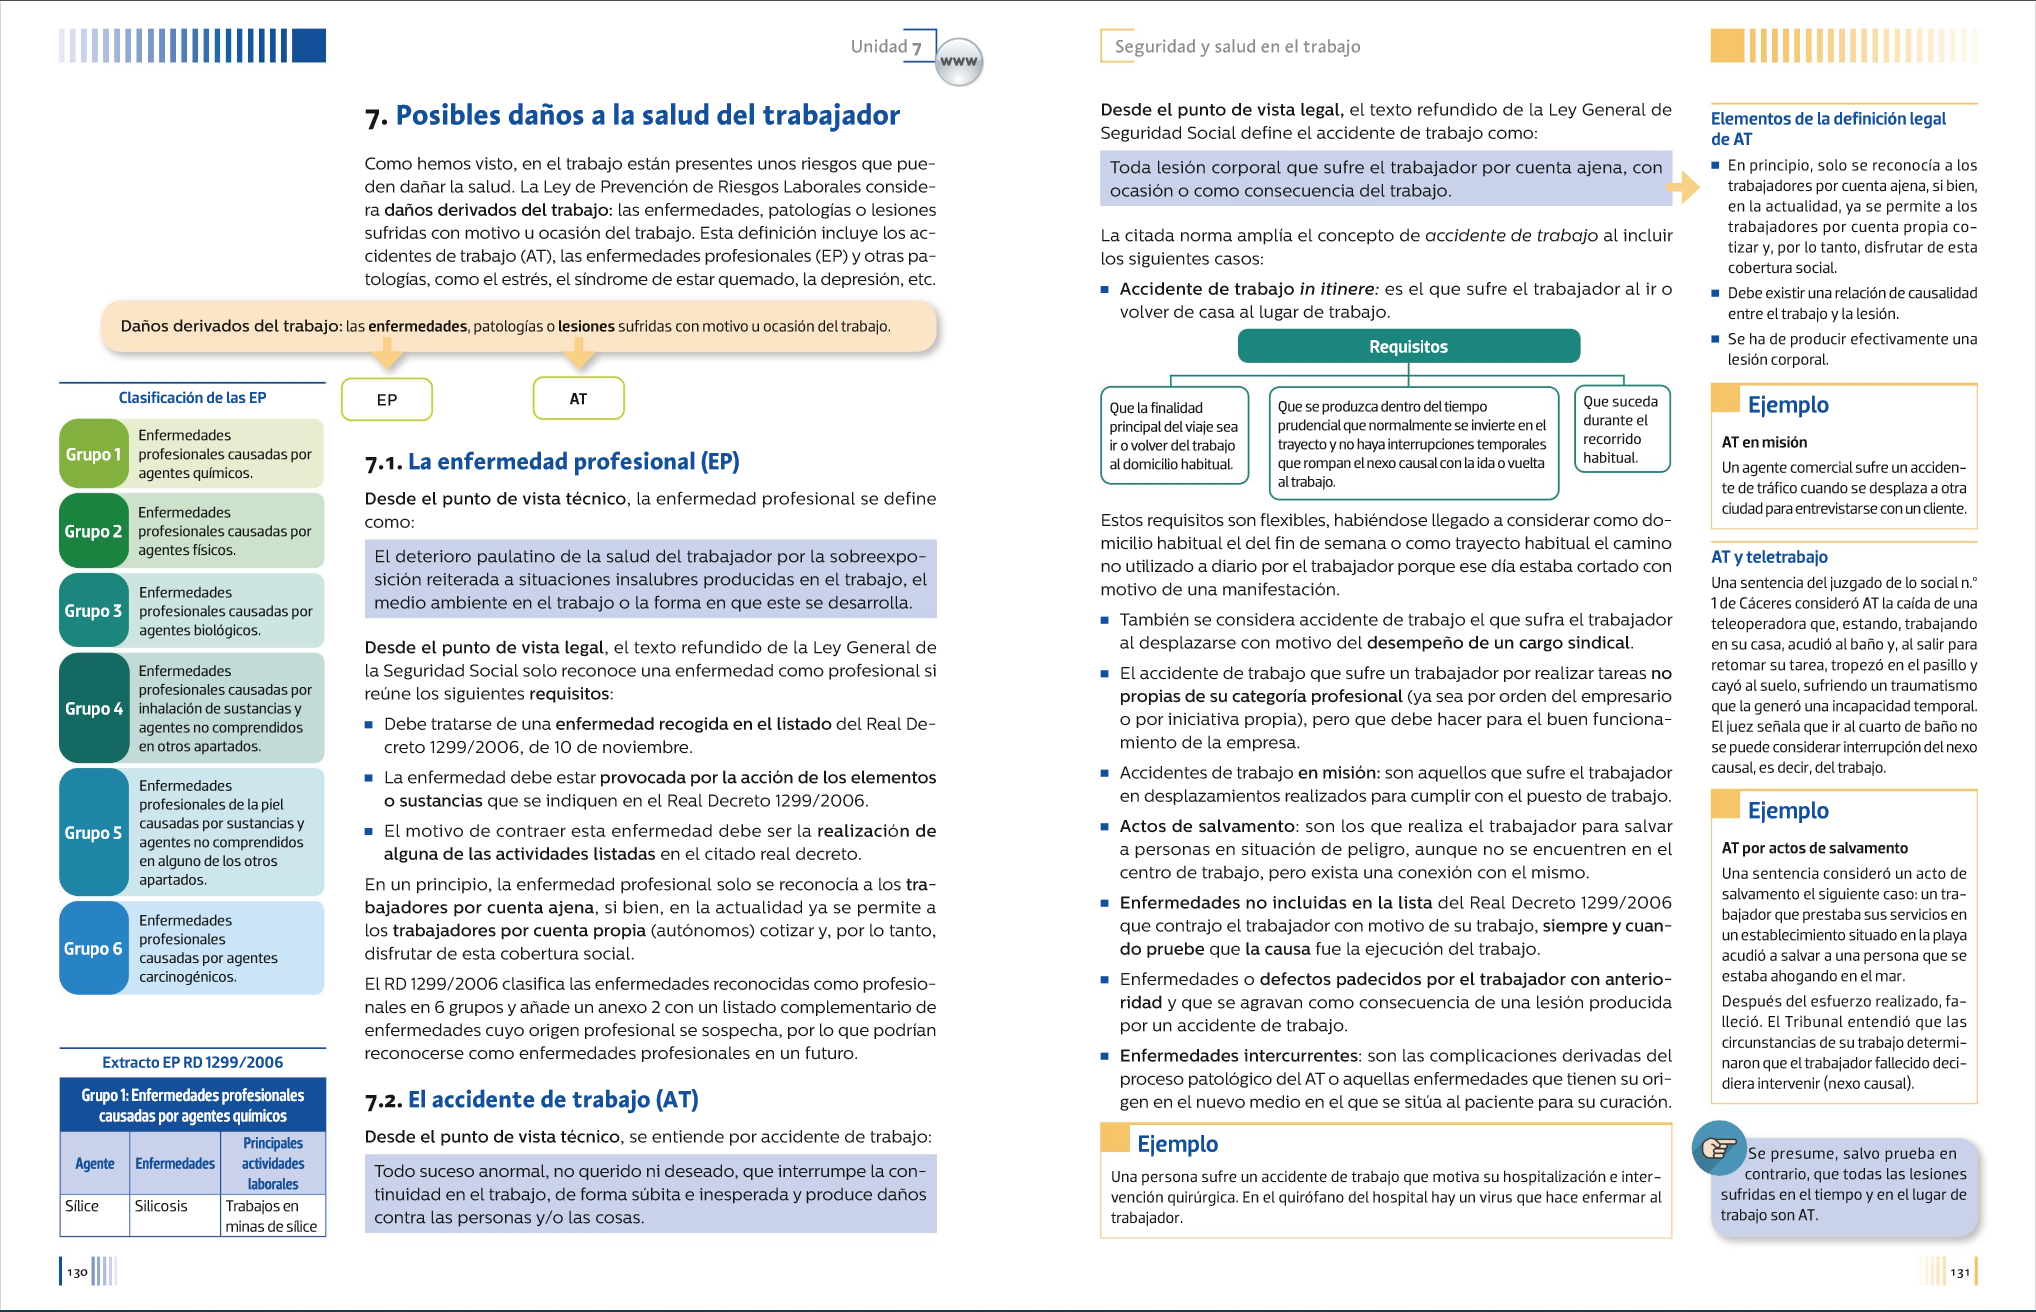 Unidad 7
www
7. Posibles daños a la salud del trabajador
Como hemos visto, en el trabajo están presentes unos riesgos que pue-
den dañar la salud. La Ley de Prevención de Riesgos Laborales conside-
ra daños derivados del trabajo: las enfermedades, patologías o lesiones
sufridas con motivo u ocasión del trabajo. Esta definición incluye los ac-
cidentes de trabajo (AT), las enfermedades profesionales (EP) y otras pa-
tologías, como el estrés, el síndrome de estar quemado, la depresión, etc.
Daños derivados del trabajo: las enfermedades, patologías o lesiones sufridas con motivo u ocasión del trabajo.
EP
AT
Clasificación de las EP
Grupo 1
Enfermedades
profesionales causadas por
agentes químicos.
Grupo 2
Enfermedades
profesionales causadas por
agentes físicos.
Grupo 3
Enfermedades
profesionales causadas por
agentes biológicos.
Grupo 4
Enfermedades
profesionales causadas por
inhalación de sustancias y
agentes no comprendidos
en otros apartados.
Grupo 5
Enfermedades
profesionales de la piel
causadas por sustancias y
agentes no comprendidos
en alguno de los otros
apartados.
Grupo 6
Enfermedades
profesionales
causadas por agentes
carcinogénicos.
Extracto EP RD 1299/2006
Grupo 1: Enfermedades profesionales
causadas por agentes químicos
Agente
Enfermedades
Principales
actividades
laborales
Sílice
Silicosis
Trabajos en
minas de sílice
7.1. La enfermedad profesional (EP)
Desde el punto de vista técnico, la enfermedad profesional se define
como:
El deterioro paulatino de la salud del trabajador por la sobreexpo-
sición reiterada a situaciones insalubres producidas en el trabajo, el
medio ambiente en el trabajo o la forma en que este se desarrolla.
Desde el punto de vista legal, el texto refundido de la Ley General de
la Seguridad Social solo reconoce una enfermedad como profesional si
reúne los siguientes requisitos:
Debe tratarse de una enfermedad recogida en el listado del Real De-
creto 1299/2006, de 10 de noviembre.
La enfermedad debe estar provocada por la acción de los elementos
o sustancias que se indiquen en el Real Decreto 1299/2006.
El motivo de contraer esta enfermedad debe ser la realización de
alguna de las actividades listadas en el citado real decreto.
En un principio, la enfermedad profesional solo se reconocía a los tra-
bajadores por cuenta ajena, si bien, en la actualidad ya se permite a
los trabajadores por cuenta propia (autónomos) cotizar y, por lo tanto,
disfrutar de esta cobertura social.
El RD 1299/2006 clasifica las enfermedades reconocidas como profesio-
nales en 6 grupos y añade un anexo 2 con un listado complementario de
enfermedades cuyo origen profesional se sospecha, por lo que podrían
reconocerse como enfermedades profesionales en un futuro.
7.2. El accidente de trabajo (AT)
Desde el punto de vista técnico, se entiende por accidente de trabajo:
Todo suceso anormal, no querido ni deseado, que interrumpe la con-
tinuidad en el trabajo, de forma súbita e inesperada y produce daños
contra las personas y/o las cosas.
130
Seguridad y salud en el trabajo
Desde el punto de vista legal, el texto refundido de la Ley General de
Seguridad Social define el accidente de trabajo como:
Toda lesión corporal que sufre el trabajador por cuenta ajena, con
ocasión o como consecuencia del trabajo.
La citada norma amplía el concepto de accidente de trabajo al incluir
los siguientes casos:
Accidente de trabajo in itinere: es el que sufre el trabajador al ir o
volver de casa al lugar de trabajo.
Requisitos
Que la finalidad
principal del viaje sea
ir o volver del trabajo
al domicilio habitual.
Que se produzca dentro del tiempo
prudencial que normalmente se invierte en el
trayecto y no haya interrupciones temporales
que rompan el nexo causal con la ida o vuelta
al trabajo.
Que suceda
durante el
recorrido
habitual.
Estos requisitos son flexibles, habiéndose llegado a considerar como do-
micilio habitual el del fin de semana o como trayecto habitual el camino
no utilizado a diario por el trabajador porque ese día estaba cortado con
motivo de una manifestación.
También se considera accidente de trabajo el que sufra el trabajador
al desplazarse con motivo del desempeño de un cargo sindical.
El accidente de trabajo que sufre un trabajador por realizar tareas no
propias de su categoría profesional (ya sea por orden del empresario
o por iniciativa propia), pero que debe hacer para el buen funciona-
miento de la empresa.
Accidentes de trabajo en misión: son aquellos que sufre el trabajador
en desplazamientos realizados para cumplir con el puesto de trabajo.
Actos de salvamento: son los que realiza el trabajador para salvar
a personas en situación de peligro, aunque no se encuentren en el
centro de trabajo, pero exista una conexión con el mismo.
Enfermedades no incluidas en la lista del Real Decreto 1299/2006
que contrajo el trabajador con motivo de su trabajo, siempre y cuan-
do pruebe que la causa fue la ejecución del trabajo.
Enfermedades o defectos padecidos por el trabajador con anterio-
ridad y que se agravan como consecuencia de una lesión producida
por un accidente de trabajo.
Enfermedades intercurrentes: son las complicaciones derivadas del
proceso patológico del AT o aquellas enfermedades que tienen su ori-
gen en el nuevo medio en el que se sitúa al paciente para su curación.
Ejemplo
Una persona sufre un accidente de trabajo que motiva su hospitalización e inter-
vención quirúrgica. En el quirófano del hospital hay un virus que hace enfermar al
trabajador.
Elementos de la definición legal
de AT
En principio, solo se reconocía a los
trabajadores por cuenta ajena, si bien,
en la actualidad, ya se permite a los
trabajadores por cuenta propia co-
tizar y, por lo tanto, disfrutar de esta
cobertura social.
Debe existir una relación de causalidad
entre el trabajo y la lesión.
Se ha de producir efectivamente una
lesión corporal.
Ejemplo
AT en misión
Un agente comercial sufre un acciden-
te de tráfico cuando se desplaza a otra
ciudad para entrevistarse con un cliente.
AT y teletrabajo
Una sentencia del juzgado de lo social n.°
1 de Cáceres consideró AT la caída de una
teleoperadora que, estando, trabajando
en su casa, acudió al baño y, al salir para
retomar su tarea, tropezó en el pasillo y
cayó al suelo, sufriendo un traumatismo
que la generó una incapacidad temporal.
El juez señala que ir al cuarto de baño no
se puede considerar interrupción del nexo
causal, es decir, del trabajo.
Ejemplo
AT por actos de salvamento
Una sentencia consideró un acto de
salvamento el siguiente caso: un tra-
bajador que prestaba sus servicios en
un establecimiento situado en la playa
acudió a salvar a una persona que se
estaba ahogando en el mar.
Después del esfuerzo realizado, fa-
lleció. El Tribunal entendió que las
circunstancias de su trabajo determi-
naron que el trabajador fallecido deci-
diera intervenir (nexo causal).
Se presume, salvo prueba en
contrario, que todas las lesiones
sufridas en el tiempo y en el lugar de
trabajo son AT.
131